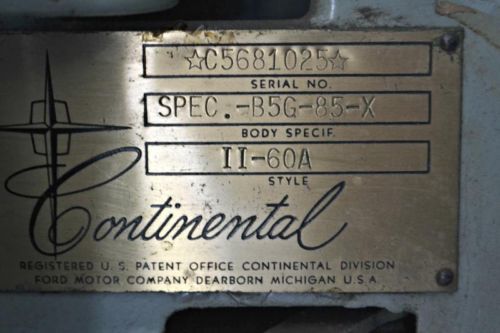 ☆C5681025☆
SERIAL NO.
SPEC.-B5G-85-X
BODY SPECIF.
II-60A
STYLE
Continental
REGISTERED U.S. PATENT OFFICE CONTINENTAL DIVISION
FORD MOTOR COMPANY DEARBORN MICHIGAN U.S.A.